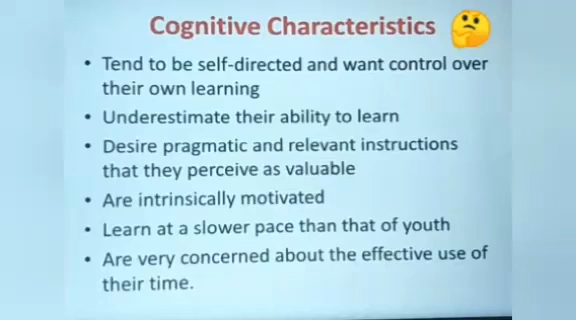 Cognitive Characteristics
• Tend to be self-directed and want control over
their own learning
• Underestimate their ability to learn
• Desire pragmatic and relevant instructions
that they perceive as valuable
• Are intrinsically motivated
• Learn at a slower pace than that of youth
• Are very concerned about the effective use of
their time.